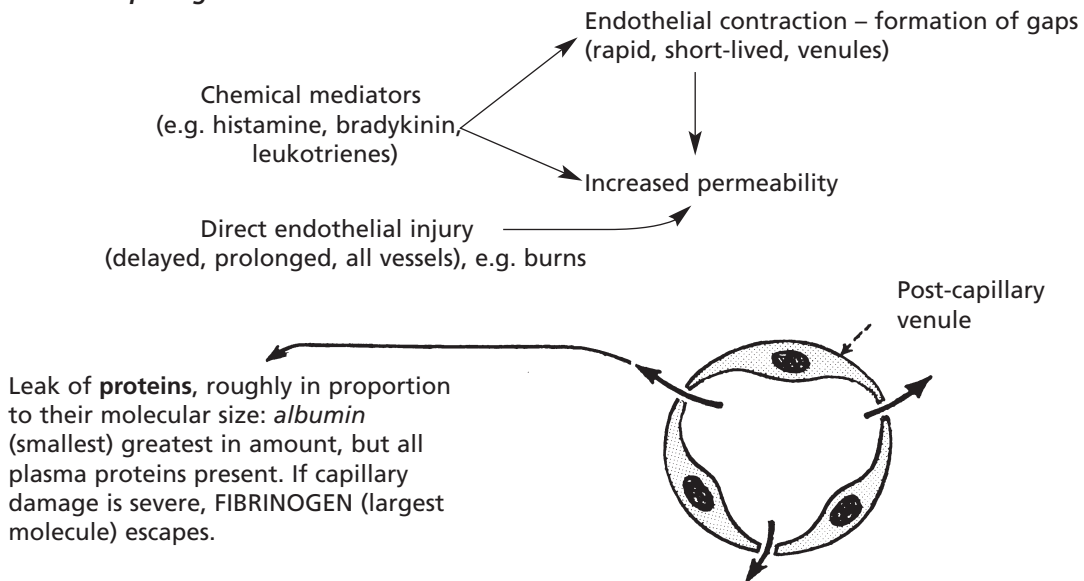 Endothelial contraction – formation of gaps
(rapid, short-lived, venules)
Chemical mediators
(e.g. histamine, bradykinin,
leukotrienes)
Increased permeability
Direct endothelial injury
(delayed, prolonged, all vessels), e.g. burns
Post-capillary
venule
Leak of proteins, roughly in proportion
to their molecular size: albumin
(smallest) greatest in amount, but all
plasma proteins present. If capillary
damage is severe, FIBRINOGEN (largest
molecule) escapes.